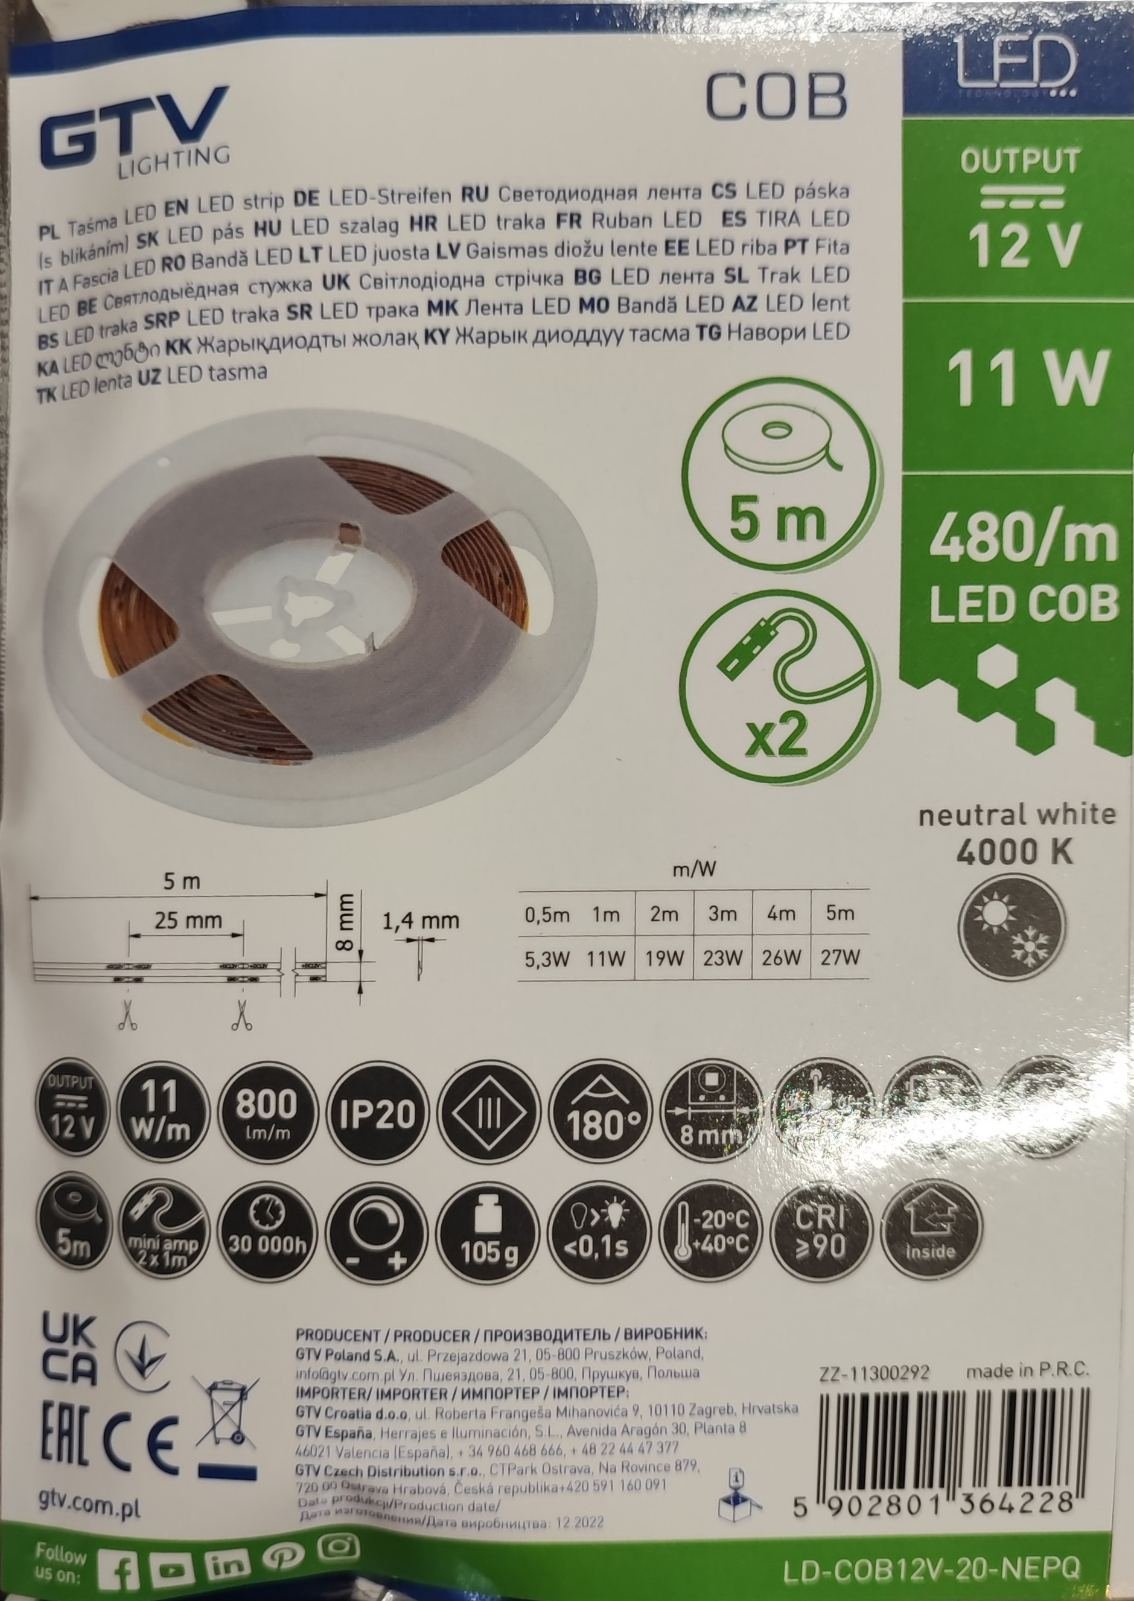 LED
TECHNOLOGY
COB
GTV
LIGHTING
OUTPUT
12 V
11 W
480/m
LED COB
PL Taśma LED EN LED strip DE LED-Streifen RU Светодиодная лента CS LED páska
(s blikáním) SK LED pás HU LED szalag HR LED traka FR Ruban LED ES TIRA LED
IT A Fascia LED RO Bandă LED LT LED juosta LV Gaismas diožu lente EE LED riba PT Fita
LED BE Святлодыёдная стужка UK Світлодіодна стрічка BG LED лента SL Trak LED
BS LED traka SRP LED traka SR LED трака MK Лента LED MO Bandă LED AZ LED lent
KA LED ლენტი KK Жарықдиодты жолақ KY Жарык диоддуу тасма TG Навори LED
TK LED lenta UZ LED tasma
5 m
x2
neutral white
4000 K
5 m
25 mm
8 mm
1,4 mm
m/W
0,5m 1m 2m 3m 4m 5m
5,3W 11W 19W 23W 26W 27W
OUTPUT
12 V
11
W/m
800
lm/m
IP20
III
180°
8mm
5m
mini amp
2x1m
30 000h
- +
105g
<0,1s
-20°C
+40°C
CRI
≥90
Inside
UK
CA
EAC CE
gtv.com.pl
PRODUCENT / PRODUCER / ПРОИЗВОДИТЕЛЬ / ВИРОБНИК:
GTV Poland S.A., ul. Przejazdowa 21, 05-800 Pruszków, Poland,
info@gtv.com.pl Ул. Пшеяздова, 21, 05-800, Прушкув, Польша
IMPORTER/ IMPORTER / ИМПОРТЕР / ІМПОРТЕР:
GTV Croatia d.o.o, ul. Roberta Frangeša Mihanovića 9, 10110 Zagreb, Hrvatska
GTV España, Herrajes e Iluminación, S.L., Avenida Aragón 30, Planta 8
46021 Valencia (España), + 34 960 468 666, + 48 22 44 47 377
GTV Czech Distribution s.r.o., CTPark Ostrava, Na Rovince 879,
720 00 Ostrava Hrabová, Česká republika+420 591 160 091
Data produkcji/Production date/
Дата изготовления/Дата виробництва: 12.2022
ZZ-11300292 made in P.R.C.
5 902801 364228
Follow
us on:
LD-COB12V-20-NEPQ